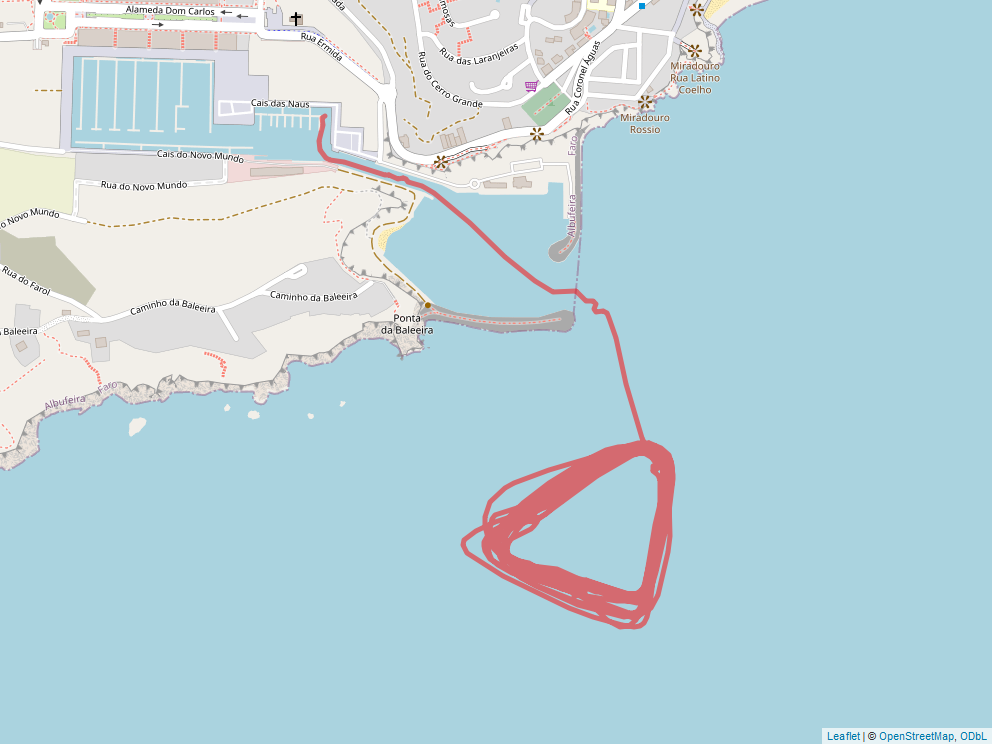 Alameda Dom Carlos
Rua Ermida
Rua das Laranjeiras
Rua do Cerro Grande
Rua Coronel Águas
Miradouro
Rua Latino
Coelho
Miradouro
Rossio
Cais das Naus
Cais do Novo Mundo
Rua do Novo Mundo
o Novo Mundo
Rua do Farol
Caminho da Baleeira
Caminho da Baleeira
a Baleeira
Ponta
da Baleeira
Faro
Albufeira
Albufeira
Faro
Leaflet | © OpenStreetMap, ODbL